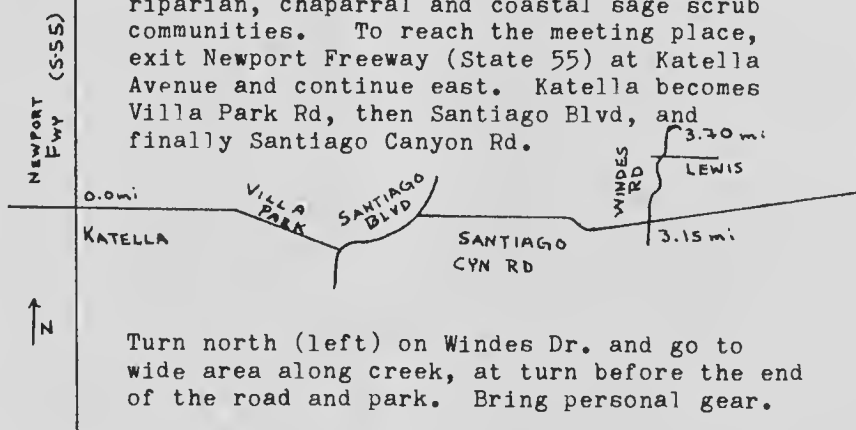 riparian, chaparral and coastal sage scrub
communities. To reach the meeting place,
exit Newport Freeway (State 55) at Katella
Avenue and continue east. Katella becomes
Villa Park Rd, then Santiago Blvd, and
finally Santiago Canyon Rd.
NEWPORT
FWY (S-55)
3.70 mi
WINDES
RD
LEWIS
0.0mi
VILLA
PARK
SANTIAGO
BLVD
KATELLA
SANTIAGO
CYN RD
3.15 mi
N
Turn north (left) on Windes Dr. and go to
wide area along creek, at turn before the end
of the road and park. Bring personal gear.